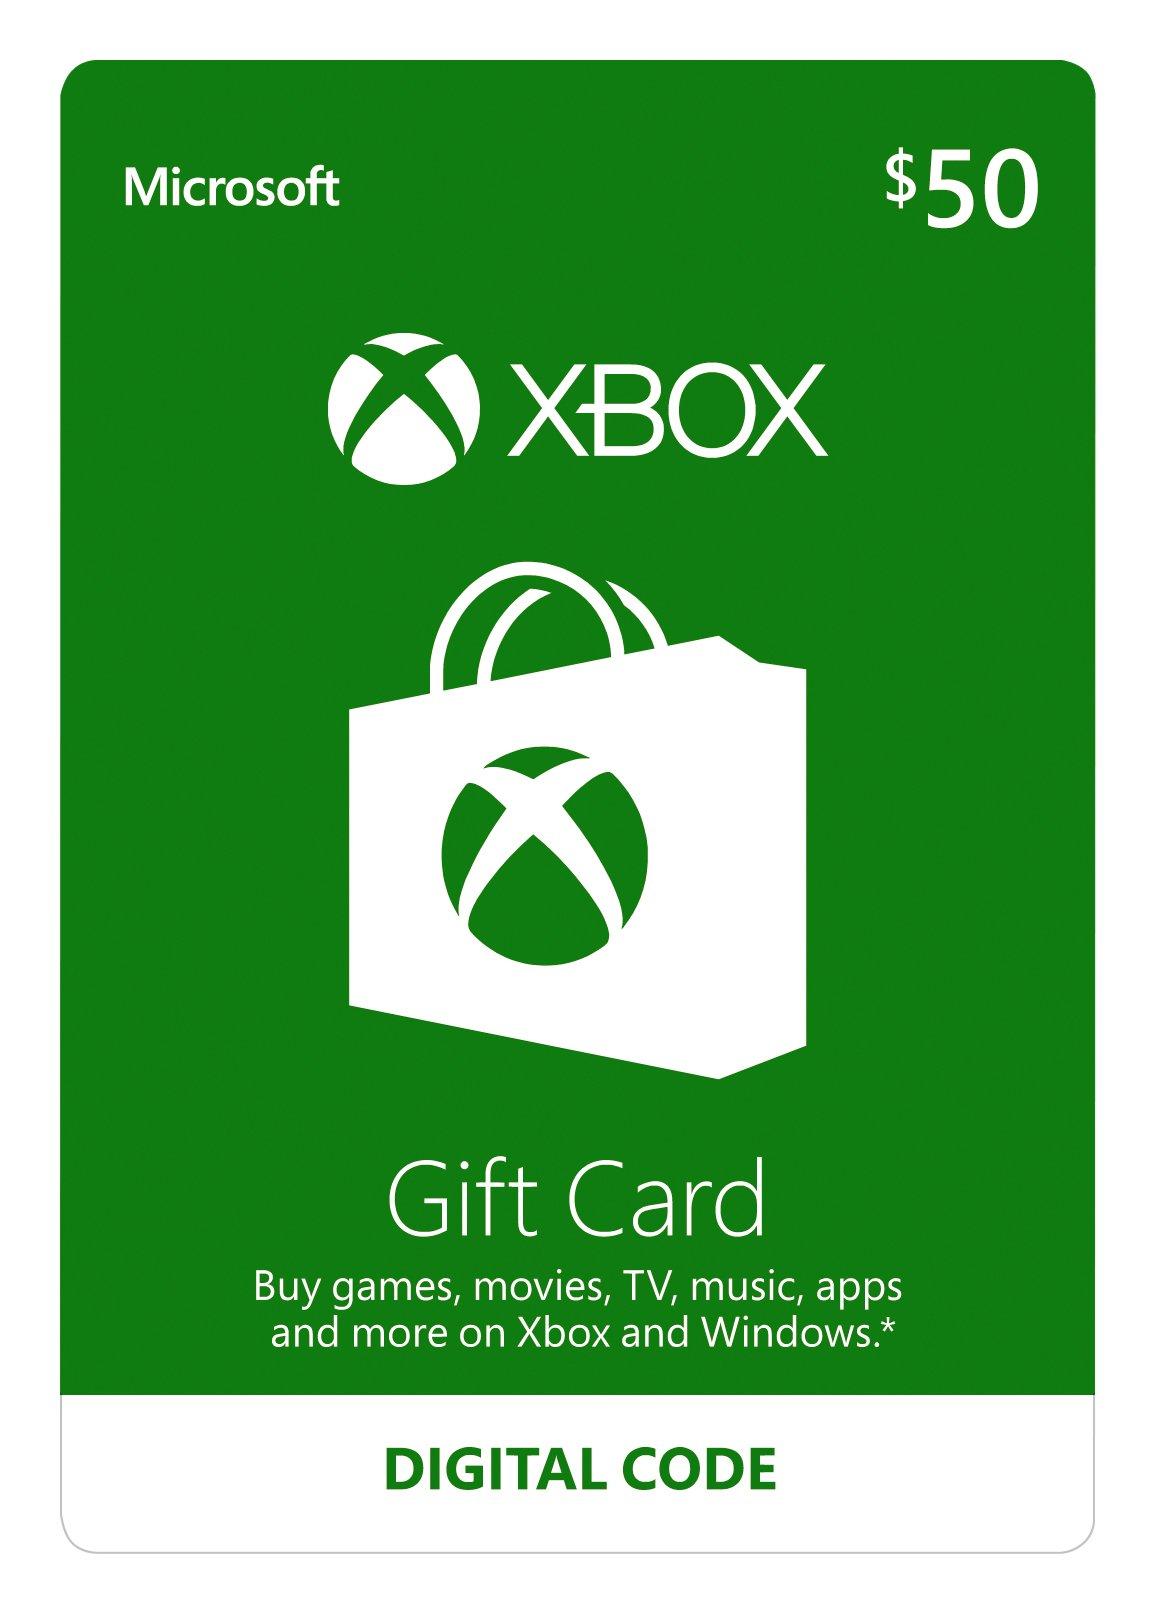 Microsoft
$50
XBOX
Gift Card
Buy games, movies, TV, music, apps
and more on Xbox and Windows.*
DIGITAL CODE